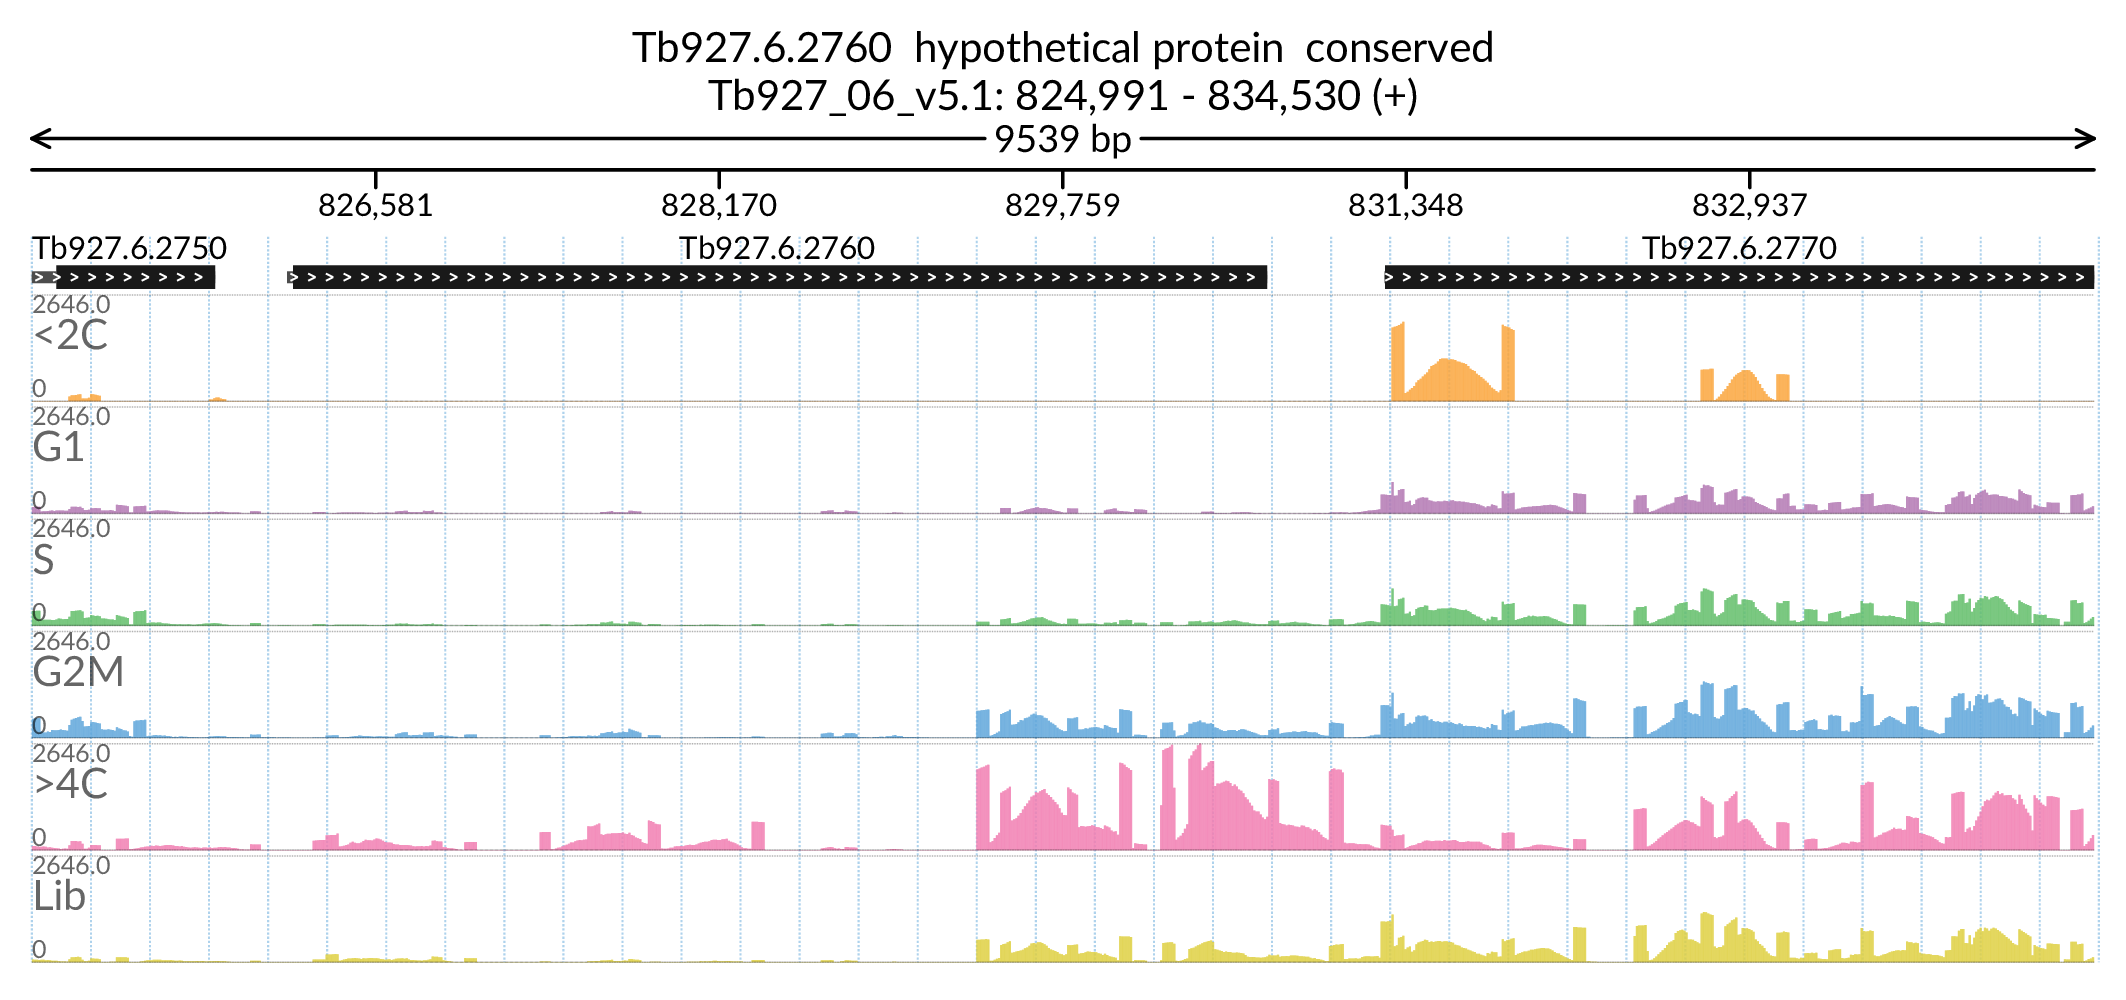 Tb927.6.2760 hypothetical protein conserved
Tb927_06_v5.1: 824,991 - 834,530 (+)
9539 bp
826,581 828,170 829,759 831,348 832,937
Tb927.6.2750 Tb927.6.2760 Tb927.6.2770
2646.0
<2C
0
2646.0
G1
0
2646.0
S
0
2646.0
G2M
0
2646.0
>4C
0
2646.0
Lib
0